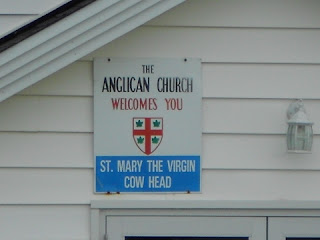 THE
ANGLICAN CHURCH
WELCOMES YOU
ST. MARY THE VIRGIN
COW HEAD